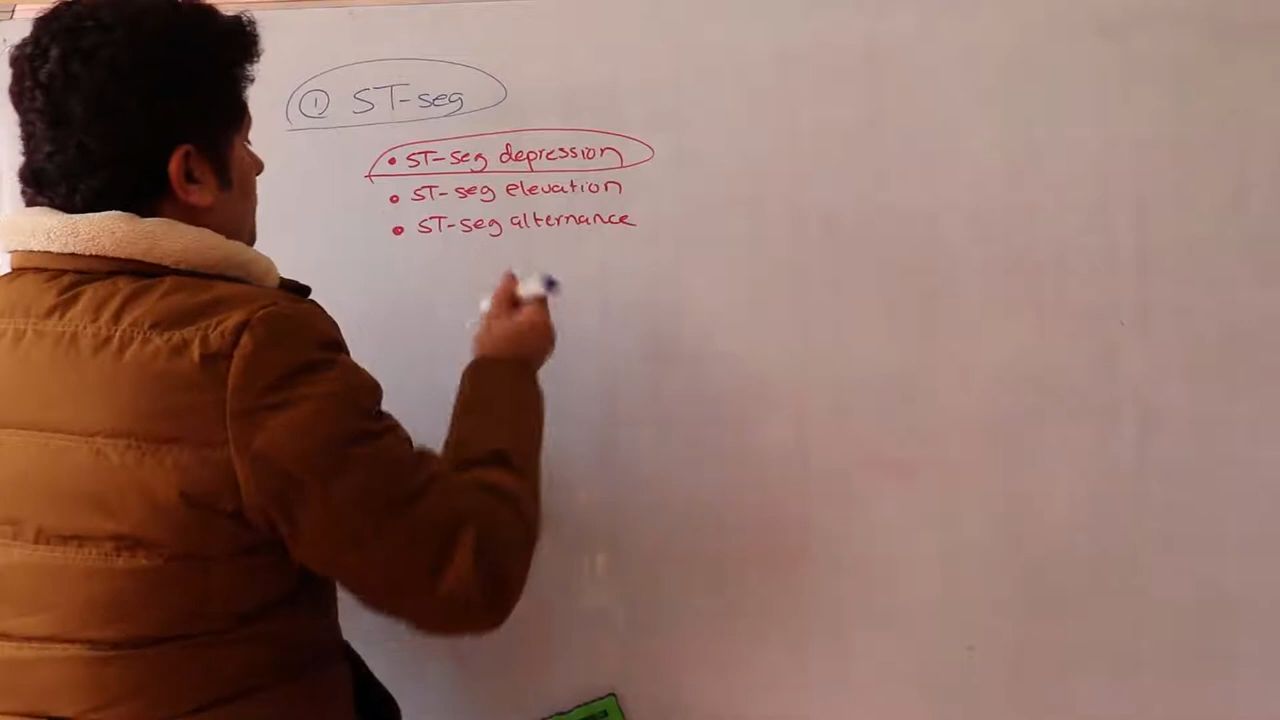 ① ST-seg
• ST-seg depression
• ST-seg elevation
• ST-seg alternance